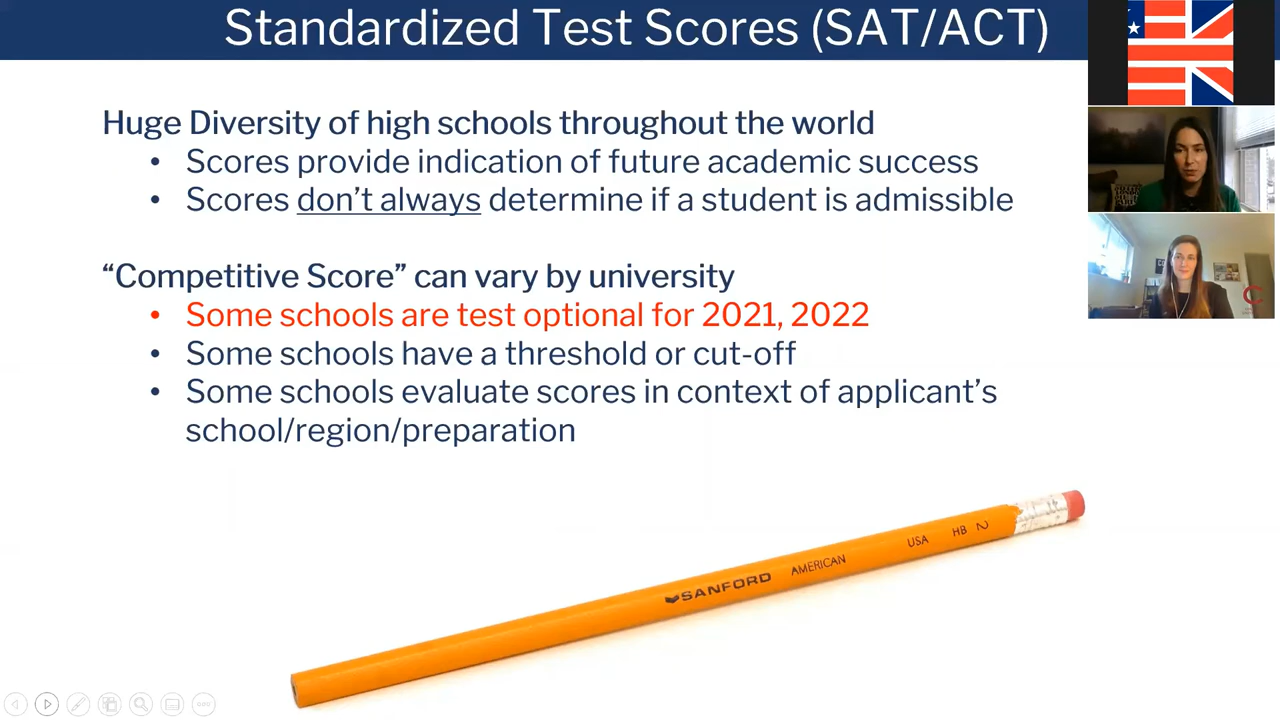 Standardized Test Scores (SAT/ACT)
Huge Diversity of high schools throughout the world
• Scores provide indication of future academic success
• Scores don’t always determine if a student is admissible
“Competitive Score” can vary by university
• Some schools are test optional for 2021, 2022
• Some schools have a threshold or cut-off
• Some schools evaluate scores in context of applicant’s
school/region/preparation
SANFORD AMERICAN USA HB 2